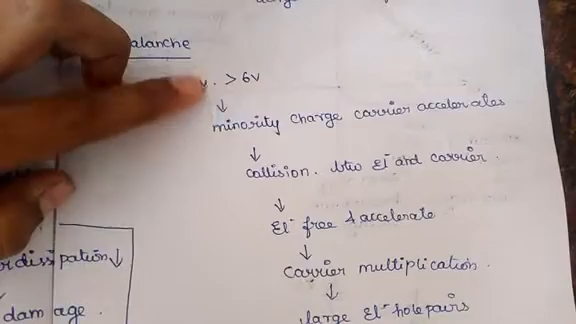 alanche
> 6v
↓
minority charge carrier accelerates
↓
collision. btw El⁻ and carrier.
↓
El⁻ free & accelerate
↓
carrier multiplication.
↓
large El⁻ hole pairs
dissipation ↓
damage.